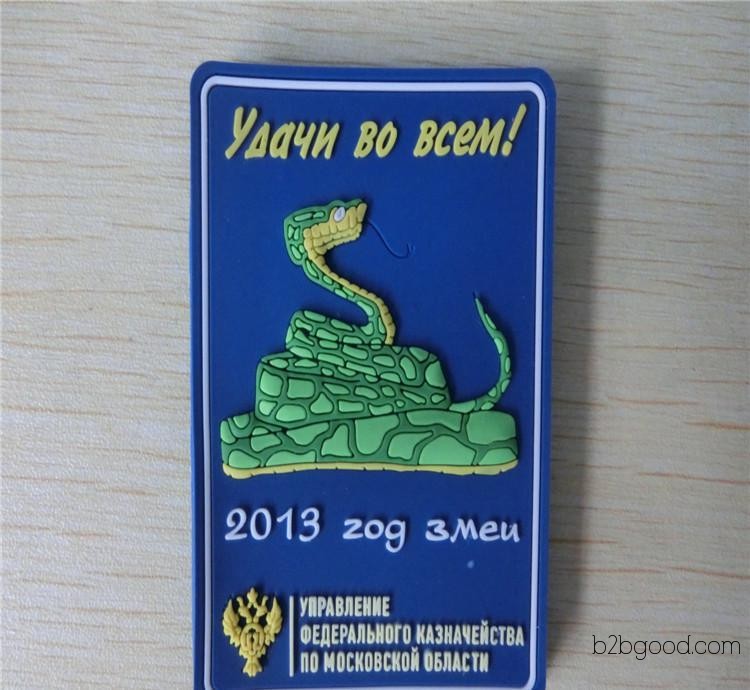 Удачи во всем!
2013 год змеи
УПРАВЛЕНИЕ
ФЕДЕРАЛЬНОГО КАЗНАЧЕЙСТВА
ПО МОСКОВСКОЙ ОБЛАСТИ
b2bgood.com